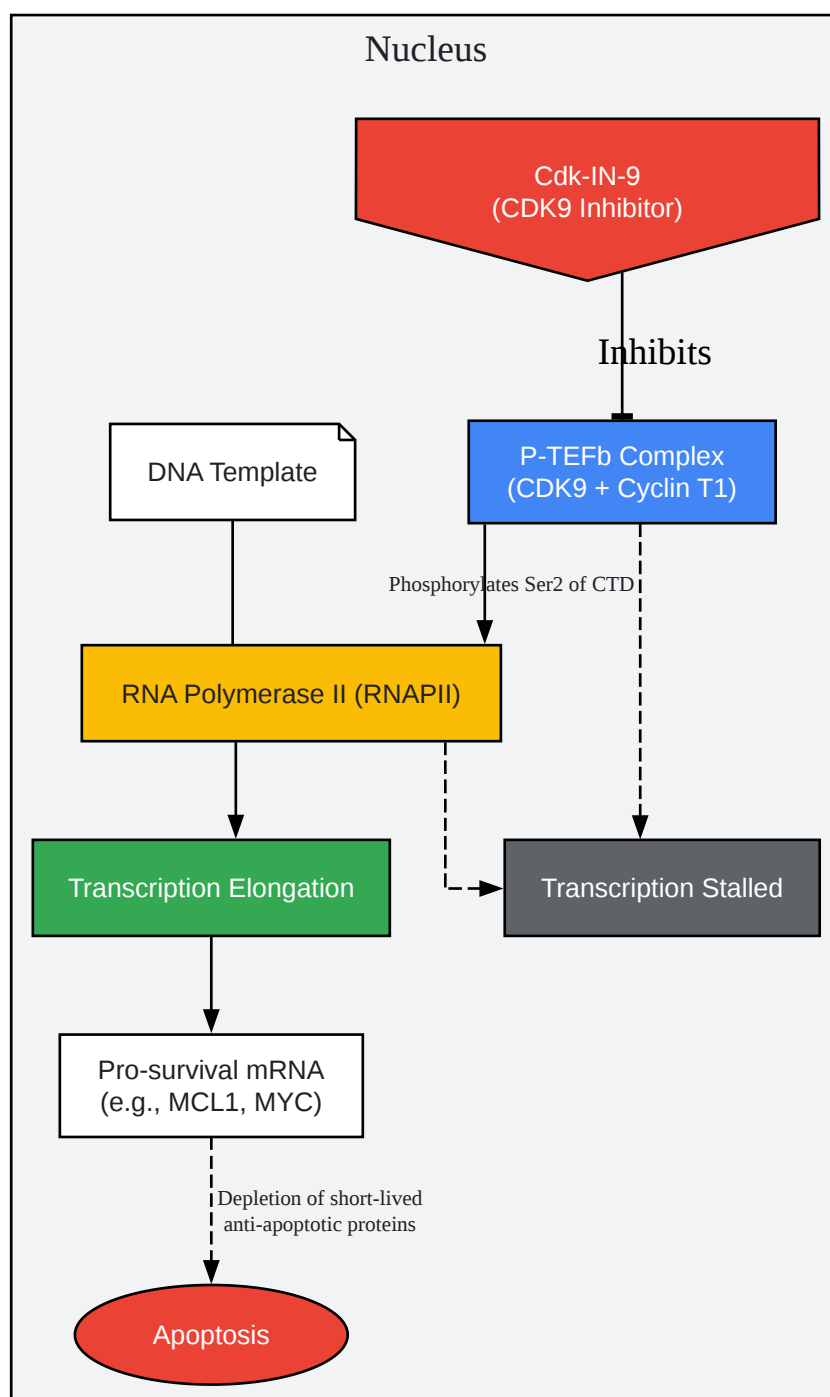 Nucleus
Cdk-IN-9
(CDK9 Inhibitor)
Inhibits
DNA Template
P-TEFb Complex
(CDK9 + Cyclin T1)
Phosphorylates Ser2 of CTD
RNA Polymerase II (RNAPII)
Transcription Elongation
Transcription Stalled
Pro-survival mRNA
(e.g., MCL1, MYC)
Depletion of short-lived
anti-apoptotic proteins
Apoptosis